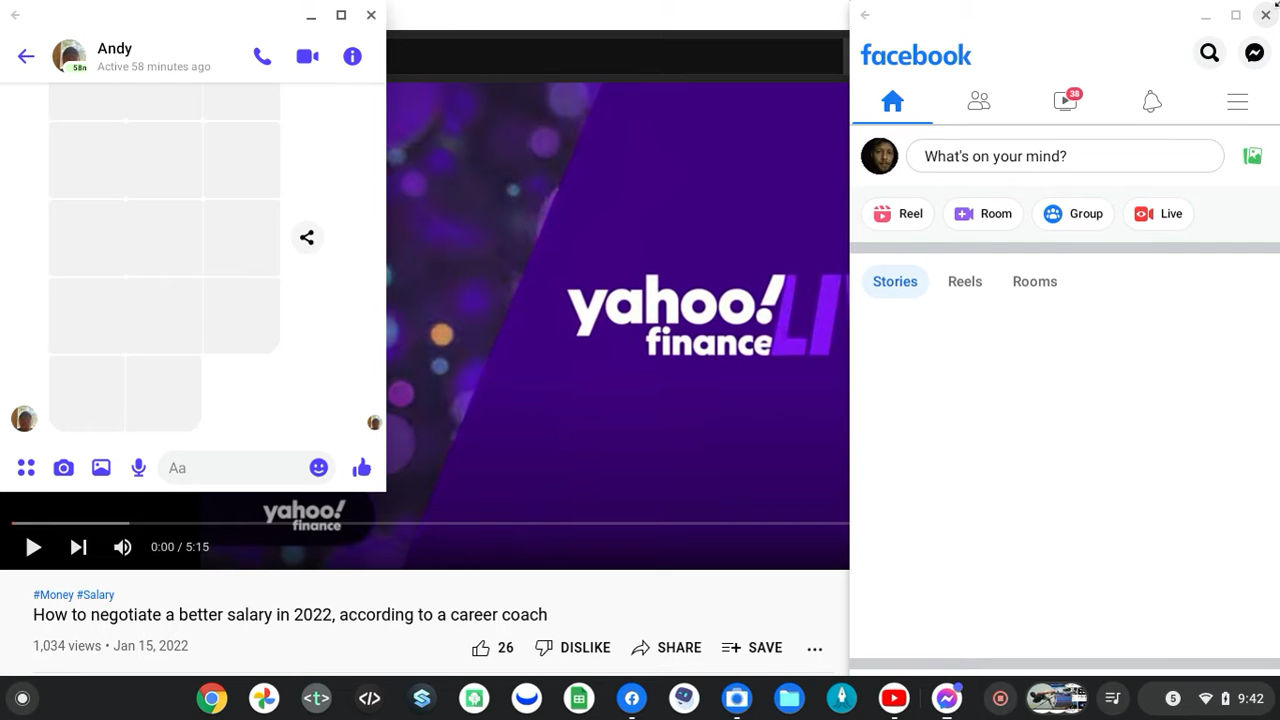 Andy
58m
Active 58 minutes ago
Aa
yahoo!
finance
LIV
yahoo!
finance
0:00 / 5:15
#Money #Salary
How to negotiate a better salary in 2022, according to a career coach
1,034 views • Jan 15, 2022
26
DISLIKE
SHARE
SAVE
facebook
38
What's on your mind?
Reel
Room
Group
Live
Stories
Reels
Rooms
<t>
</>
5
9:42